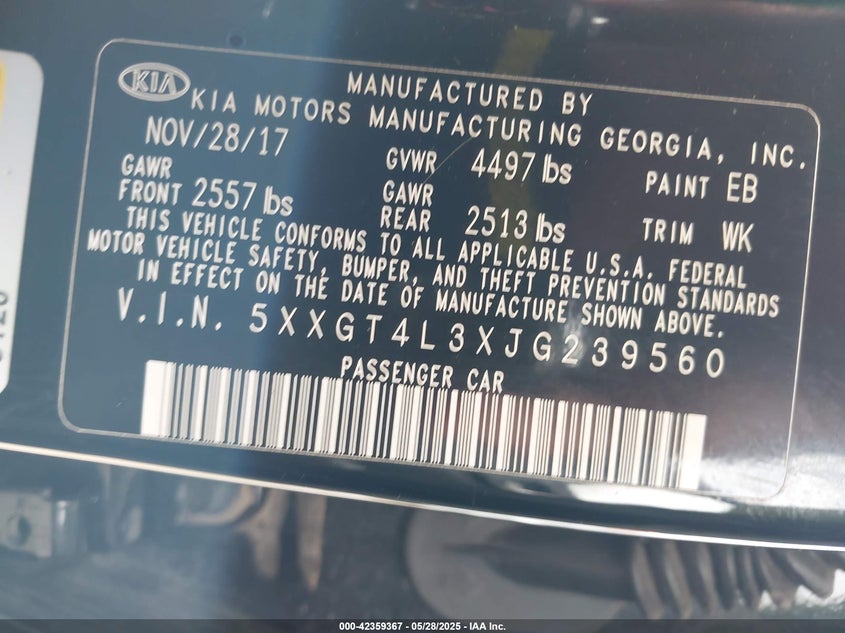 KIA
MANUFACTURED BY
KIA MOTORS MANUFACTURING GEORGIA, INC.
NOV/28/17 GVWR 4497 lbs PAINT EB
GAWR FRONT 2557 lbs GAWR REAR 2513 lbs TRIM WK
THIS VEHICLE CONFORMS TO ALL APPLICABLE U.S.A. FEDERAL
MOTOR VEHICLE SAFETY, BUMPER, AND THEFT PREVENTION STANDARDS
IN EFFECT ON THE DATE OF MANUFACTURE SHOWN ABOVE.
V.I.N. 5XXGT4L3XJG239560
PASSENGER CAR
000-42359367 - 05/28/2025 - IAA Inc.